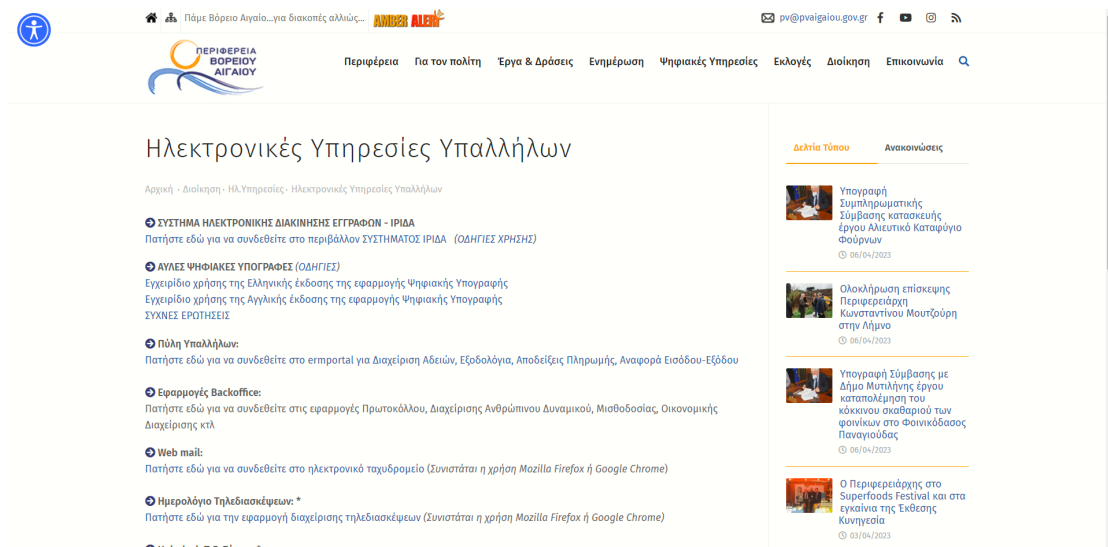 Πάμε Βόρειο Αιγαίο...για διακοπές αλλιώς...
AMBER ALERT
pv@pvaigaiou.gov.gr
ΠΕΡΙΦΕΡΕΙΑ
ΒΟΡΕΙΟΥ
ΑΙΓΑΙΟΥ
Περιφέρεια Για τον πολίτη Έργα & Δράσεις Ενημέρωση Ψηφιακές Υπηρεσίες Εκλογές Διοίκηση Επικοινωνία
Ηλεκτρονικές Υπηρεσίες Υπαλλήλων
Αρχική · Διοίκηση · Ηλ.Υπηρεσίες · Ηλεκτρονικές Υπηρεσίες Υπαλλήλων
ΣΥΣΤΗΜΑ ΗΛΕΚΤΡΟΝΙΚΗΣ ΔΙΑΚΙΝΗΣΗΣ ΕΓΓΡΑΦΩΝ - ΙΡΙΔΑ
Πατήστε εδώ για να συνδεθείτε στο περιβάλλον ΣΥΣΤΗΜΑΤΟΣ ΙΡΙΔΑ (ΟΔΗΓΙΕΣ ΧΡΗΣΗΣ)
ΑΥΛΕΣ ΨΗΦΙΑΚΕΣ ΥΠΟΓΡΑΦΕΣ (ΟΔΗΓΙΕΣ)
Εγχειρίδιο χρήσης της Ελληνικής έκδοσης της εφαρμογής Ψηφιακής Υπογραφής
Εγχειρίδιο χρήσης της Αγγλικής έκδοσης της εφαρμογής Ψηφιακής Υπογραφής
ΣΥΧΝΕΣ ΕΡΩΤΗΣΕΙΣ
Πύλη Υπαλλήλων:
Πατήστε εδώ για να συνδεθείτε στο ermportal για Διαχείριση Αδειών, Εξοδολόγια, Αποδείξεις Πληρωμής, Αναφορά Εισόδου-Εξόδου
Εφαρμογές Backoffice:
Πατήστε εδώ για να συνδεθείτε στις εφαρμογές Πρωτοκόλλου, Διαχείρισης Ανθρώπινου Δυναμικού, Μισθοδοσίας, Οικονομικής
Διαχείρισης κτλ
Web mail:
Πατήστε εδώ για να συνδεθείτε στο ηλεκτρονικό ταχυδρομείο (Συνιστάται η χρήση Mozilla Firefox ή Google Chrome)
Ημερολόγιο Τηλεδιασκέψεων: *
Πατήστε εδώ για την εφαρμογή διαχείρισης τηλεδιασκέψεων (Συνιστάται η χρήση Mozilla Firefox ή Google Chrome)
Δελτία Τύπου Ανακοινώσεις
Υπογραφή
Συμπληρωματικής
Σύμβασης κατασκευής
έργου Αλιευτικό Καταφύγιο
Φούρνων
06/04/2023
Ολοκλήρωση επίσκεψης
Περιφερειάρχη
Κωνσταντίνου Μουτζούρη
στην Λήμνο
06/04/2023
Υπογραφή Σύμβασης με
Δήμο Μυτιλήνης έργου
καταπολέμηση του
κόκκινου σκαθαριού των
φοινίκων στο Φοινικόδασος
Παναγιούδας
06/04/2023
Ο Περιφερειάρχης στο
Superfoods Festival και στα
εγκαίνια της Έκθεσης
Κυνηγεσία
03/04/2023